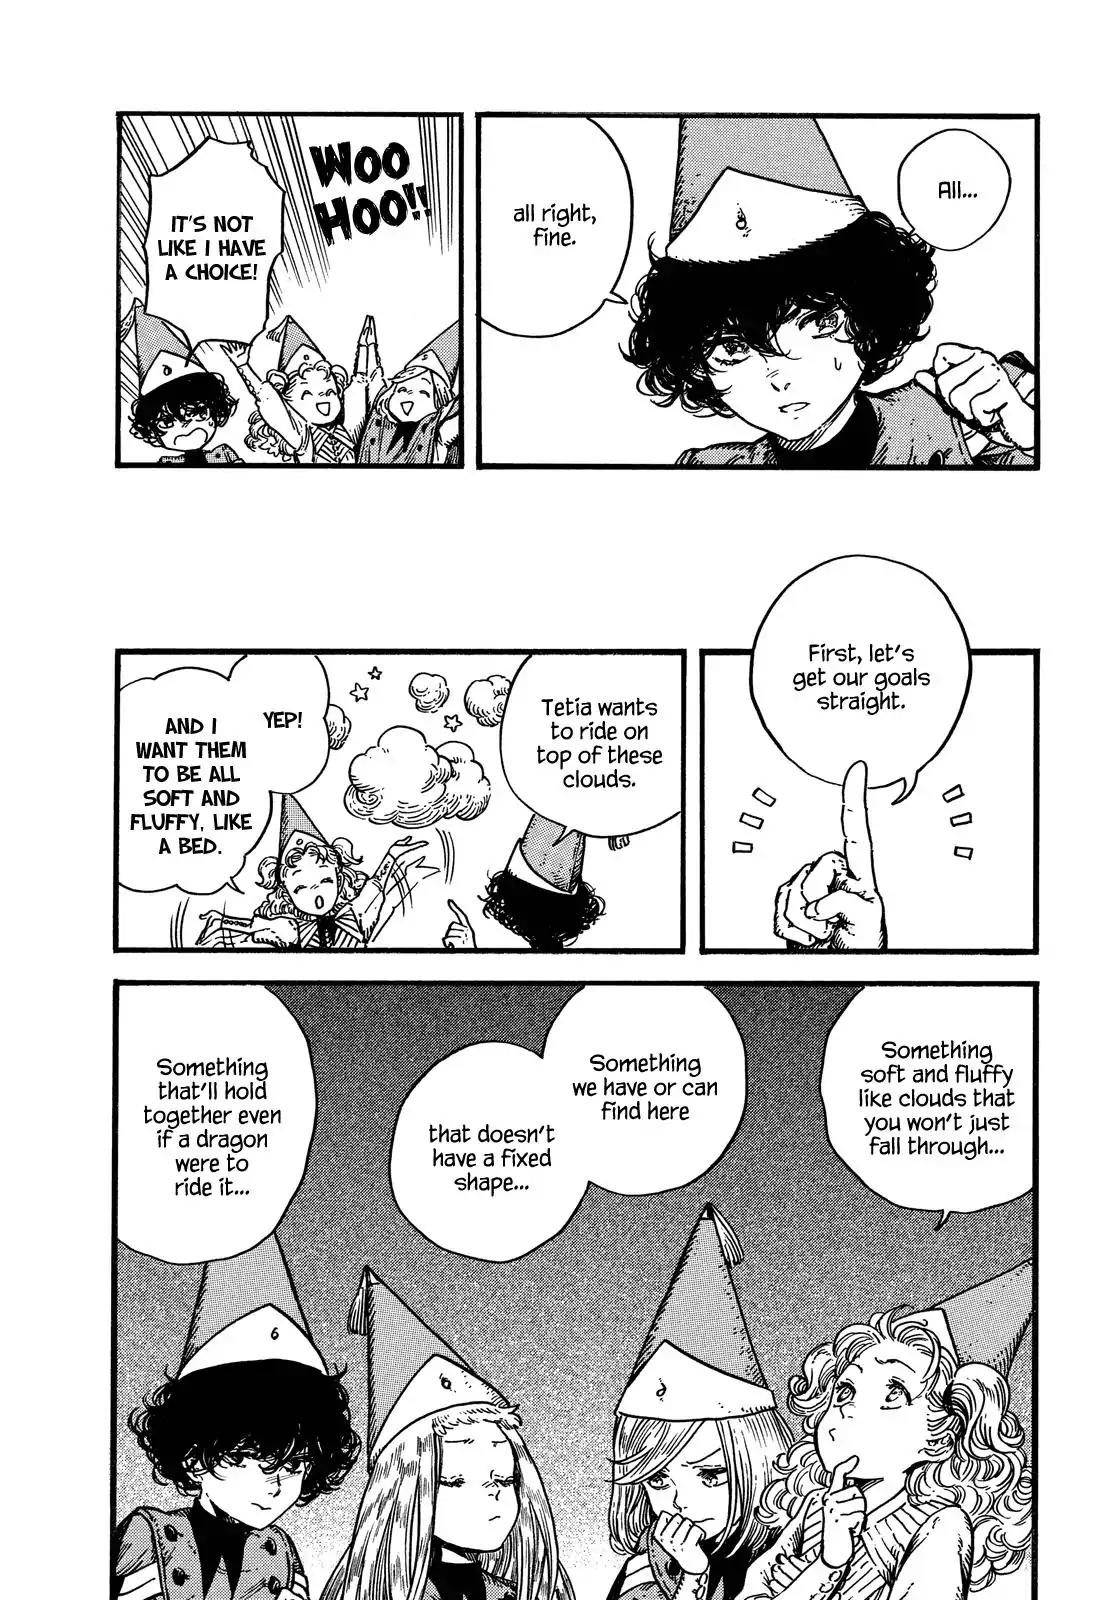 All...
all right,
fine.
WOO
HOO!!
IT'S NOT
LIKE I HAVE
A CHOICE!
First, let's
get our goals
straight.
Tetia wants
to ride on
top of these
clouds.
YEP!
AND I
WANT THEM
TO BE ALL
SOFT AND
FLUFFY, LIKE
A BED.
Something
soft and fluffy
like clouds that
you won't just
fall through...
Something
we have or can
find here
that doesn't
have a fixed
shape...
Something
that'll hold
together even
if a dragon
were to
ride it...